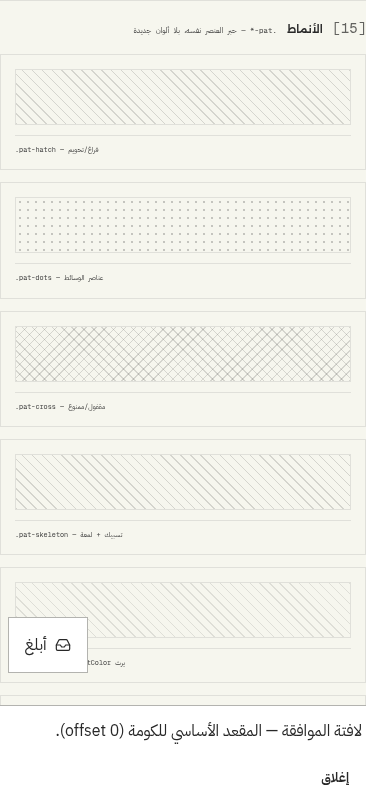 [15] الأنماط .pat-* — حبر العنصر نفسه، بلا ألوان جديدة
.pat-hatch — فراغ/تحويم
.pat-dots — عناصر الوسائط
.pat-cross — مقفول/ممنوع
.pat-skeleton — تسبيك + لمعة
tColor يرث
أبلغ
لافتة الموافقة — المقعد الأساسي للكومة (offset 0).
إغلاق